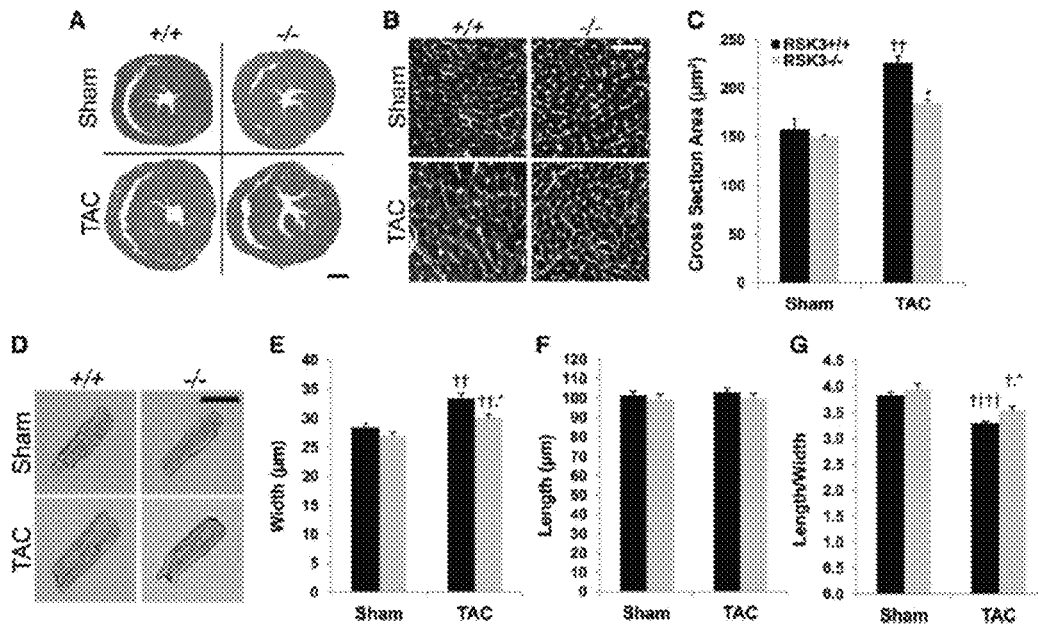 A
+/+
-/-
Sham
TAC
B
+/+
-/-
Sham
TAC
C
Cross Section Area (µm²)
250
200
150
100
50
0
RSK3+/+
RSK3-/-
††
Sham
TAC
D
+/+
-/-
Sham
TAC
E
Width (µm)
40
35
30
25
20
15
10
5
0
††
††,*
Sham
TAC
F
Length (µm)
120
110
100
90
80
70
60
50
40
30
20
10
0
Sham
TAC
G
Length/Width
4.5
4.0
3.5
3.0
2.5
2.0
1.5
1.0
0.5
0.0
†,*
Sham
TAC